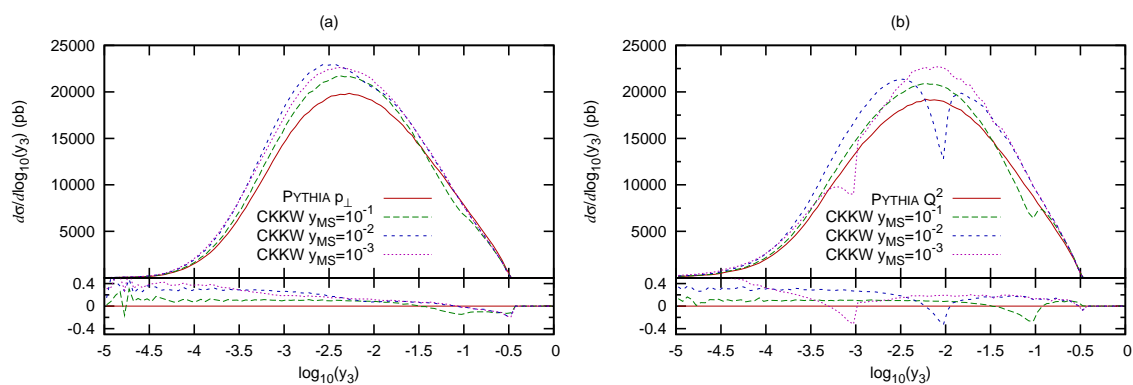 (a)
25000
20000
15000
10000
5000
0.4
0
-0.4
-5 -4.5 -4 -3.5 -3 -2.5 -2 -1.5 -1 -0.5 0
dσ/dlog₁₀(y₃) (pb)
log₁₀(y₃)
PYTHIA p⊥
CKKW yMS=10⁻¹
CKKW yMS=10⁻²
CKKW yMS=10⁻³
(b)
25000
20000
15000
10000
5000
0.4
0
-0.4
-5 -4.5 -4 -3.5 -3 -2.5 -2 -1.5 -1 -0.5 0
dσ/dlog₁₀(y₃) (pb)
log₁₀(y₃)
PYTHIA Q²
CKKW yMS=10⁻¹
CKKW yMS=10⁻²
CKKW yMS=10⁻³